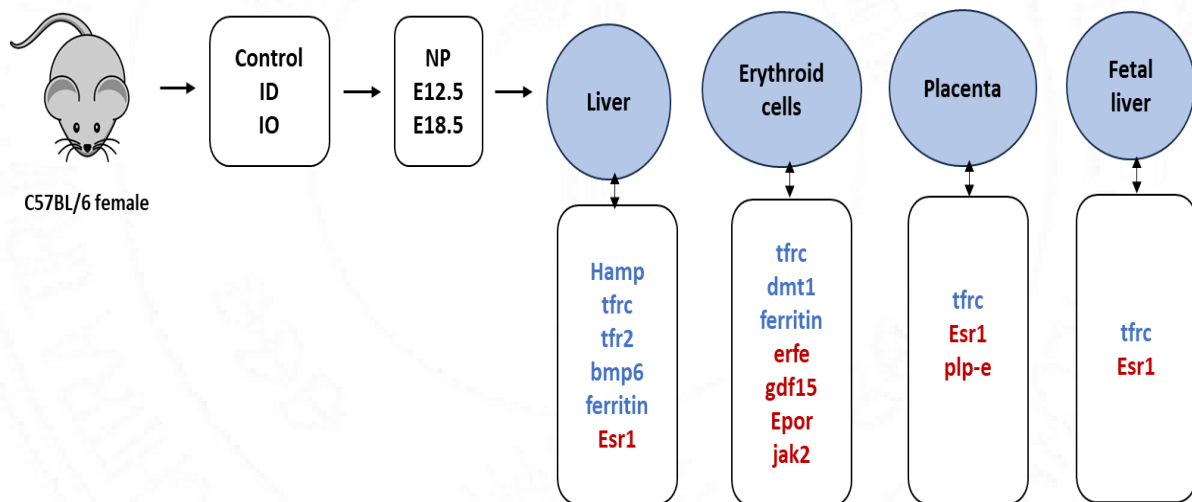 C57BL/6 female
Control
ID
IO
NP
E12.5
E18.5
Liver
Hamp
tfrc
tfr2
bmp6
ferritin
Esr1
Erythroid
cells
tfrc
dmt1
ferritin
erfe
gdf15
Epor
jak2
Placenta
tfrc
Esr1
plp-e
Fetal
liver
tfrc
Esr1